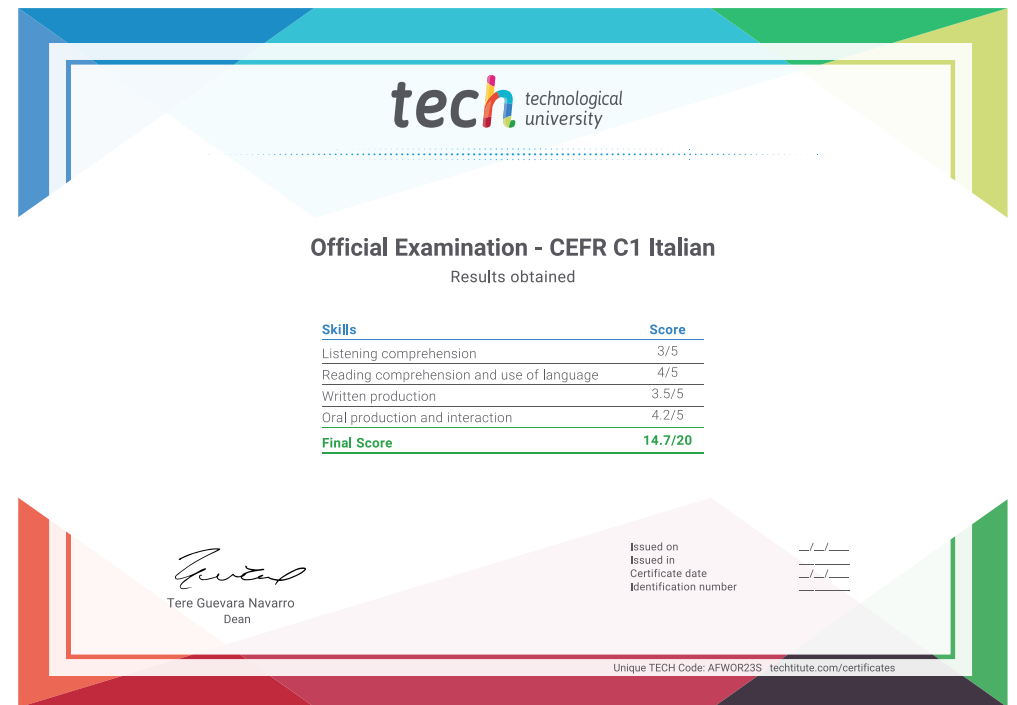 tech technological
university
Official Examination - CEFR C1 Italian
Results obtained
Skills Score
Listening comprehension 3/5
Reading comprehension and use of language 4/5
Written production 3.5/5
Oral production and interaction 4.2/5
Final Score 14.7/20
Issued on __/__/____
Issued in ________
Certificate date __/__/____
Identification number ________
Tere Guevara Navarro
Dean
Unique TECH Code: AFWOR23S techtitute.com/certificates